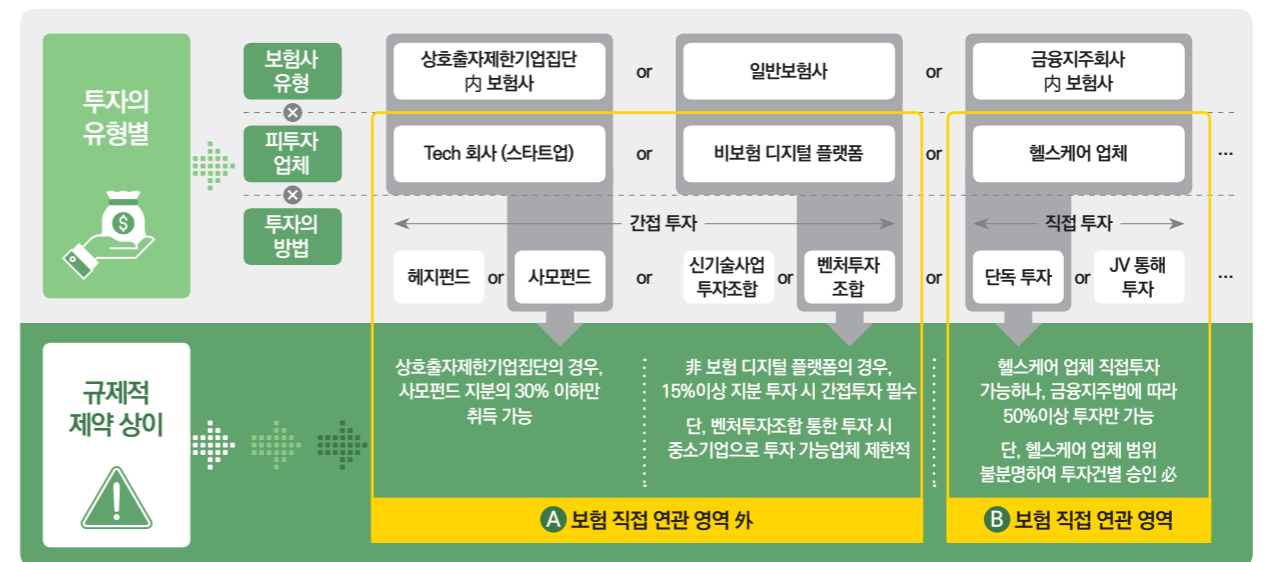 투자의
유형별
보험사
유형
상호출자제한기업집단
內 보험사
or
일반보험사
or
금융지주회사
內 보험사
피투자
업체
Tech 회사 (스타트업)
or
비보험 디지털 플랫폼
or
헬스케어 업체
...
투자의
방법
간접 투자
직접 투자
헤지펀드
or
사모펀드
or
신기술사업
투자조합
or
벤처투자
조합
or
단독 투자
or
JV 통해
투자
...
규제적
제약 상이
상호출자제한기업집단의 경우,
사모펀드 지분의 30% 이하만
취득 가능
非 보험 디지털 플랫폼의 경우,
15%이상 지분 투자 시 간접투자 필수
단, 벤처투자조합 통한 투자 시
중소기업으로 투자 가능업체 제한적
헬스케어 업체 직접투자
가능하나, 금융지주법에 따라
50%이상 투자만 가능
단, 헬스케어 업체 범위
불분명하여 투자건별 승인 必
A 보험 직접 연관 영역 外
B 보험 직접 연관 영역